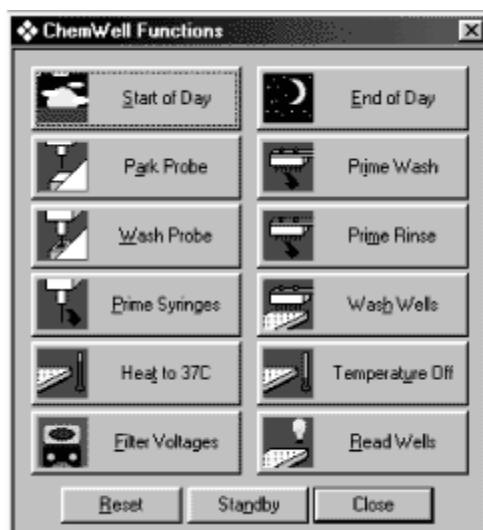 ChemWell Functions
Start of Day
End of Day
Park Probe
Prime Wash
Wash Probe
Prime Rinse
Prime Syringes
Wash Wells
Heat to 37C
Temperature Off
Filter Voltages
Read Wells
Reset
Standby
Close